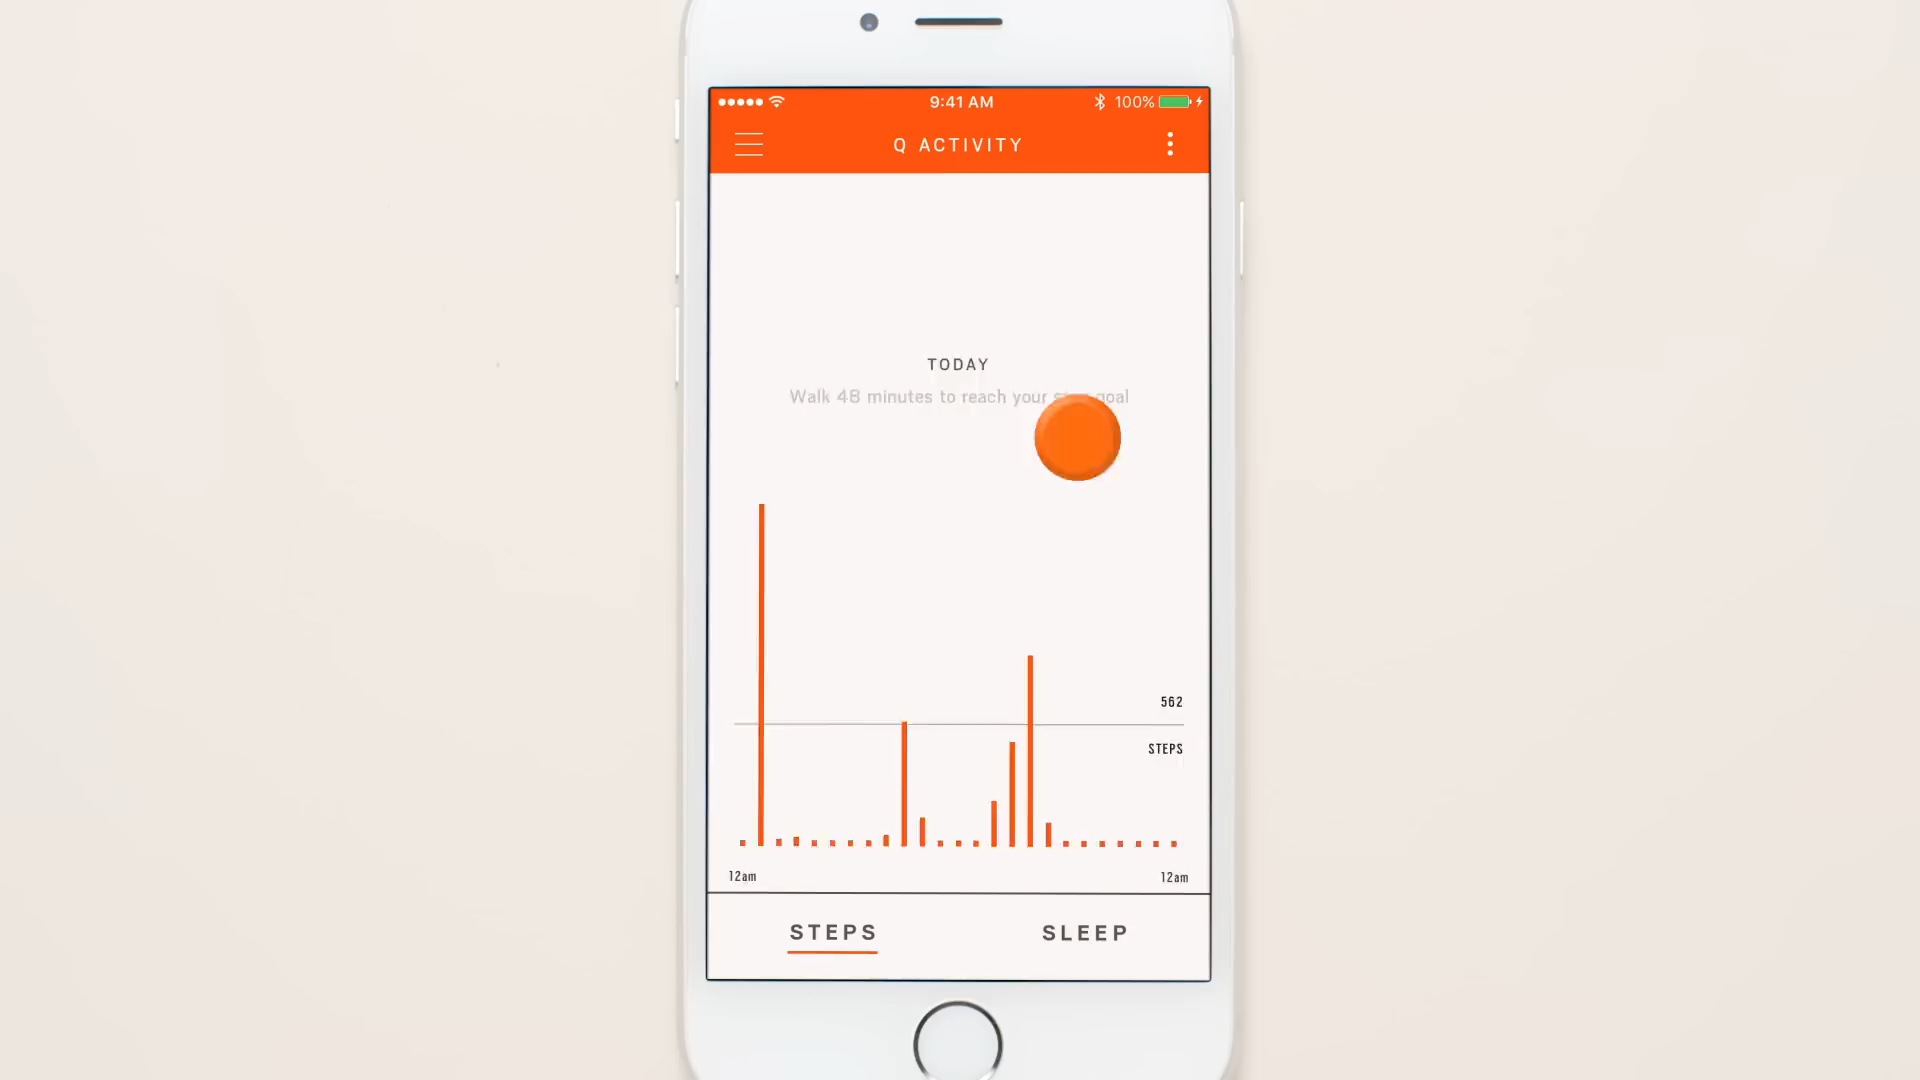 9:41 AM 100%
Q ACTIVITY
TODAY
Walk 48 minutes to reach your goal
562
STEPS
12am 12am
STEPS SLEEP